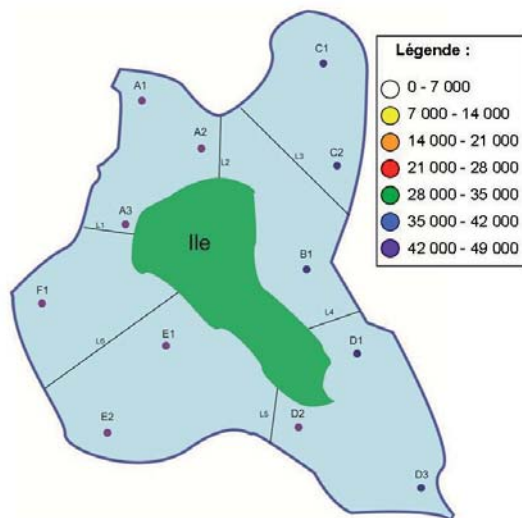 C1
A1
A2
L2
L3
C2
A3
L1
Ile
B1
F1
L4
E1
L6
D1
E2
L5
D2
D3
Légende :
0 - 7 000
7 000 - 14 000
14 000 - 21 000
21 000 - 28 000
28 000 - 35 000
35 000 - 42 000
42 000 - 49 000